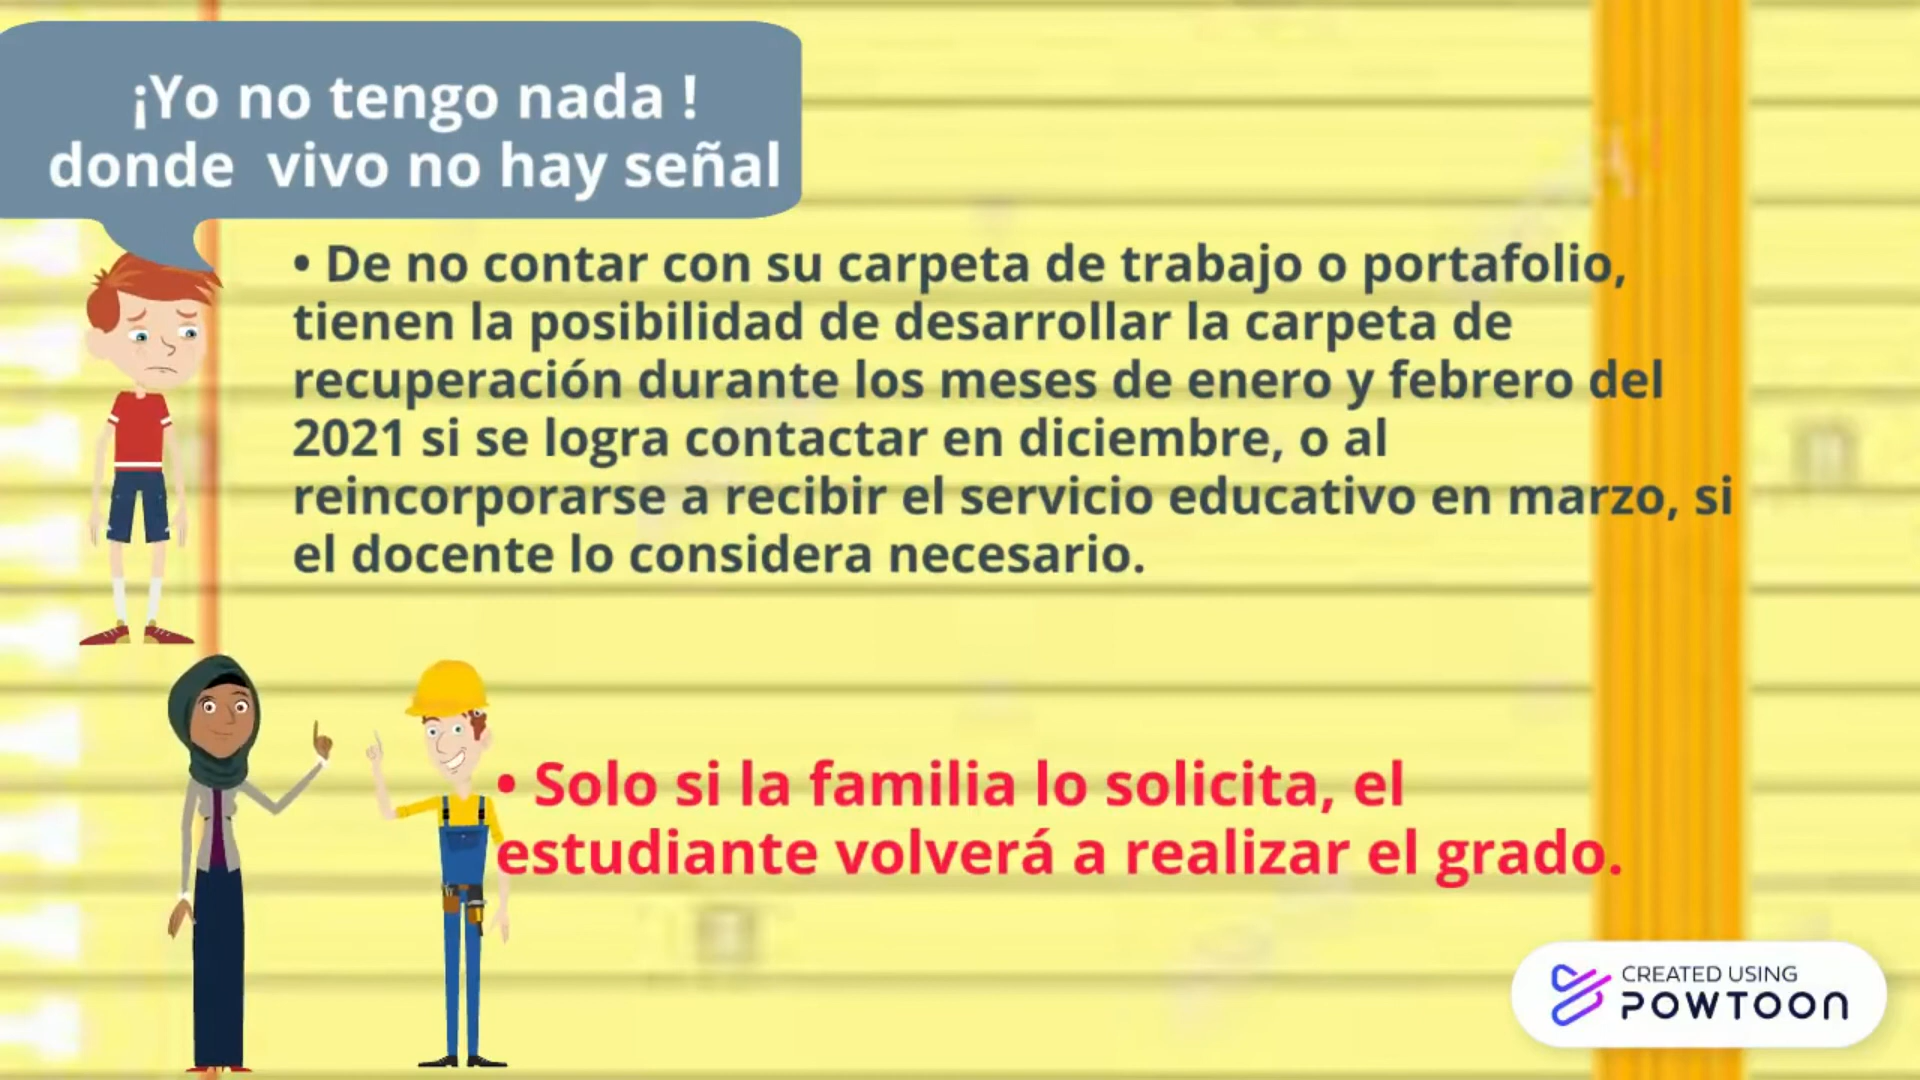 ¡Yo no tengo nada !
donde vivo no hay señal
• De no contar con su carpeta de trabajo o portafolio,
tienen la posibilidad de desarrollar la carpeta de
recuperación durante los meses de enero y febrero del
2021 si se logra contactar en diciembre, o al
reincorporarse a recibir el servicio educativo en marzo, si
el docente lo considera necesario.
• Solo si la familia lo solicita, el
estudiante volverá a realizar el grado.
CREATED USING
POWTOON